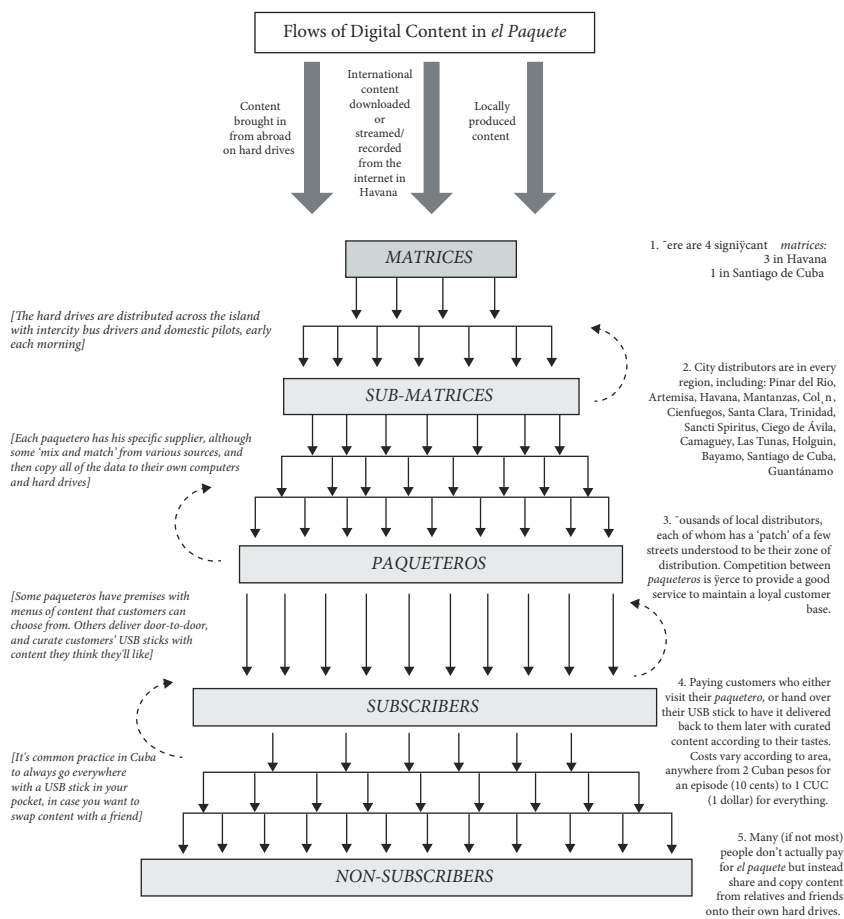 Flows of Digital Content in el Paquete
Content
brought in
from abroad
on hard drives
International
content
downloaded
or
streamed/
recorded
from the
internet in
Havana
Locally
produced
content
MATRICES
1. ˉere are 4 signiÿcant matrices:
3 in Havana
1 in Santiago de Cuba
[The hard drives are distributed across the island
with intercity bus drivers and domestic pilots, early
each morning]
SUB-MATRICES
2. City distributors are in every
region, including: Pinar del Rio,
Artemisa, Havana, Mantanzas, Col˛n,
Cienfuegos, Santa Clara, Trinidad,
Sancti Spiritus, Ciego de Ávila,
Camaguey, Las Tunas, Holguin,
Bayamo, Santiago de Cuba,
Guantánamo
[Each paquetero has his specific supplier, although
some ‘mix and match’ from various sources, and
then copy all of the data to their own computers
and hard drives]
PAQUETEROS
3. ˉousands of local distributors,
each of whom has a ‘patch’ of a few
streets understood to be their zone of
distribution. Competition between
paqueteros is ÿerce to provide a good
service to maintain a loyal customer
base.
[Some paqueteros have premises with
menus of content that customers can
choose from. Others deliver door-to-door,
and curate customers’ USB sticks with
content they think they’ll like]
SUBSCRIBERS
4. Paying customers who either
visit their paquetero, or hand over
their USB stick to have it delivered
back to them later with curated
content according to their tastes.
Costs vary according to area,
anywhere from 2 Cuban pesos for
an episode (10 cents) to 1 CUC
(1 dollar) for everything.
[It's common practice in Cuba
to always go everywhere
with a USB stick in your
pocket, in case you want to
swap content with a friend]
NON-SUBSCRIBERS
5. Many (if not most)
people don’t actually pay
for el paquete but instead
share and copy content
from relatives and friends
onto their own hard drives.